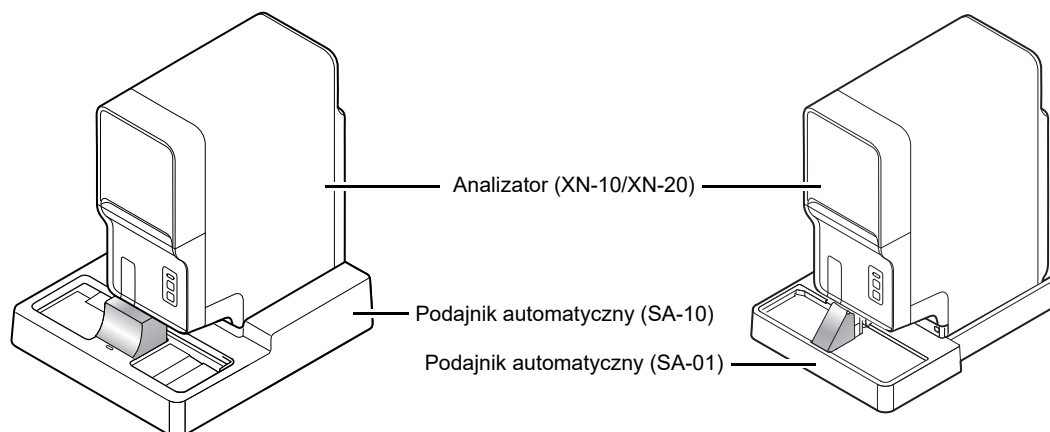 Analizator (XN-10/XN-20)
Podajnik automatyczny (SA-10)
Podajnik automatyczny (SA-01)